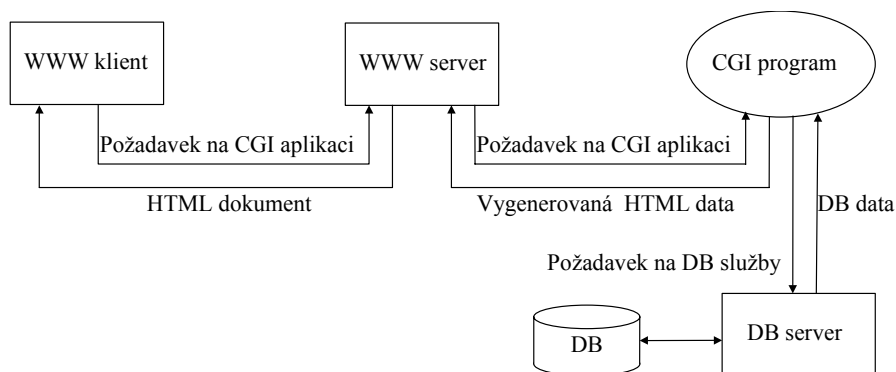 WWW klient
WWW server
CGI program
Požadavek na CGI aplikaci
Požadavek na CGI aplikaci
HTML dokument
Vygenerovaná HTML data
DB data
Požadavek na DB služby
DB
DB server